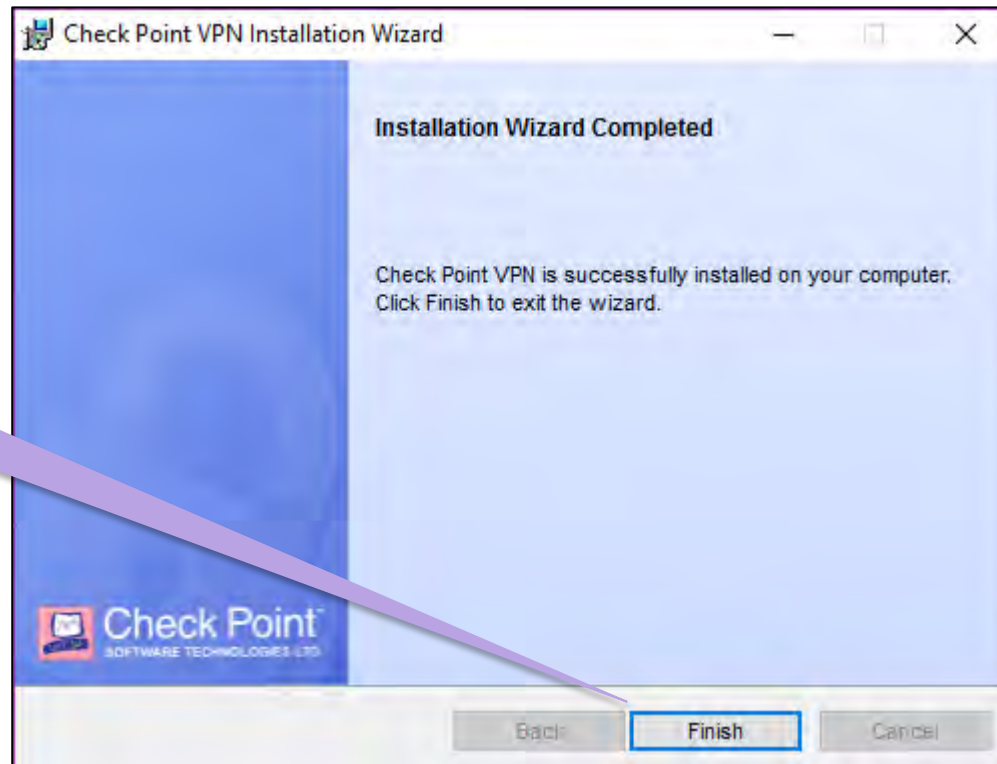 Check Point VPN Installation Wizard
Installation Wizard Completed
Check Point VPN is successfully installed on your computer.
Click Finish to exit the wizard.
Check Point™
SOFTWARE TECHNOLOGIES LTD.
Back
Finish
Cancel